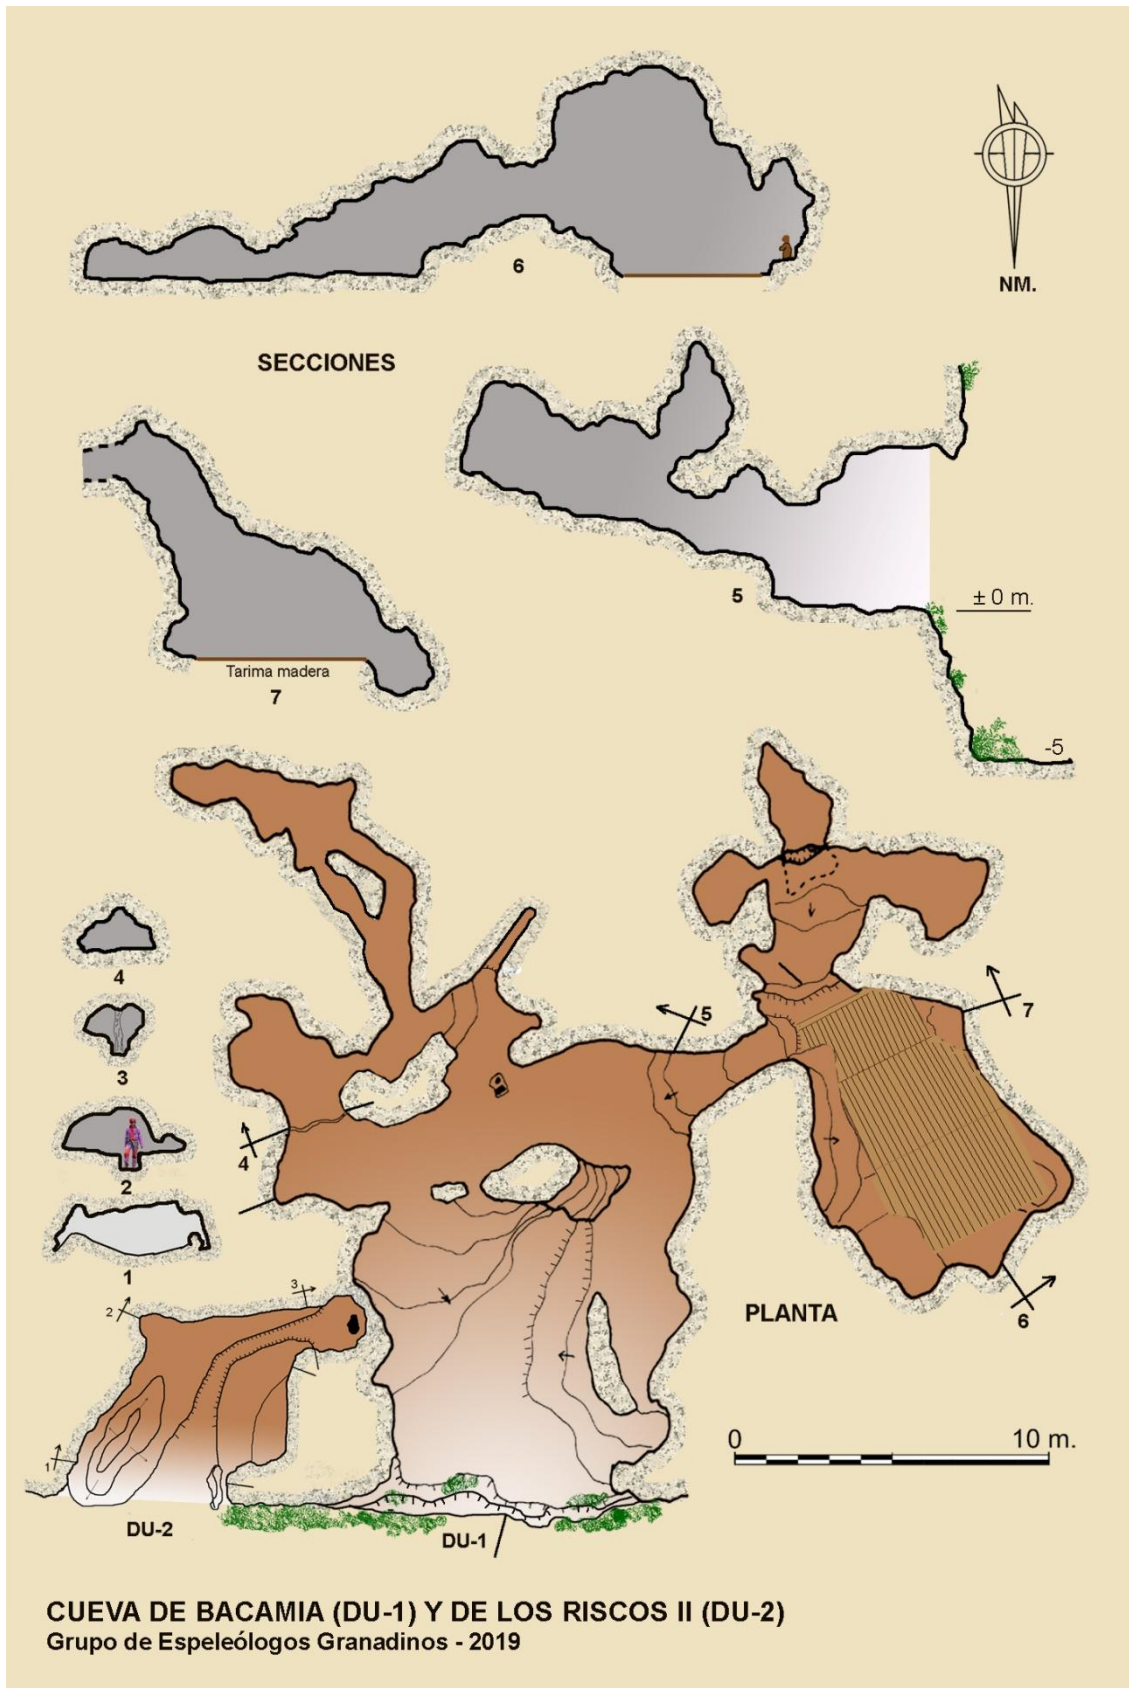 6
NM.
SECCIONES
5
± 0 m.
Tarima madera
7
-5
4
3
2
1
5
7
4
3
2
1
6
PLANTA
0 10 m.
DU-2
DU-1
CUEVA DE BACAMIA (DU-1) Y DE LOS RISCOS II (DU-2)
Grupo de Espeleólogos Granadinos - 2019